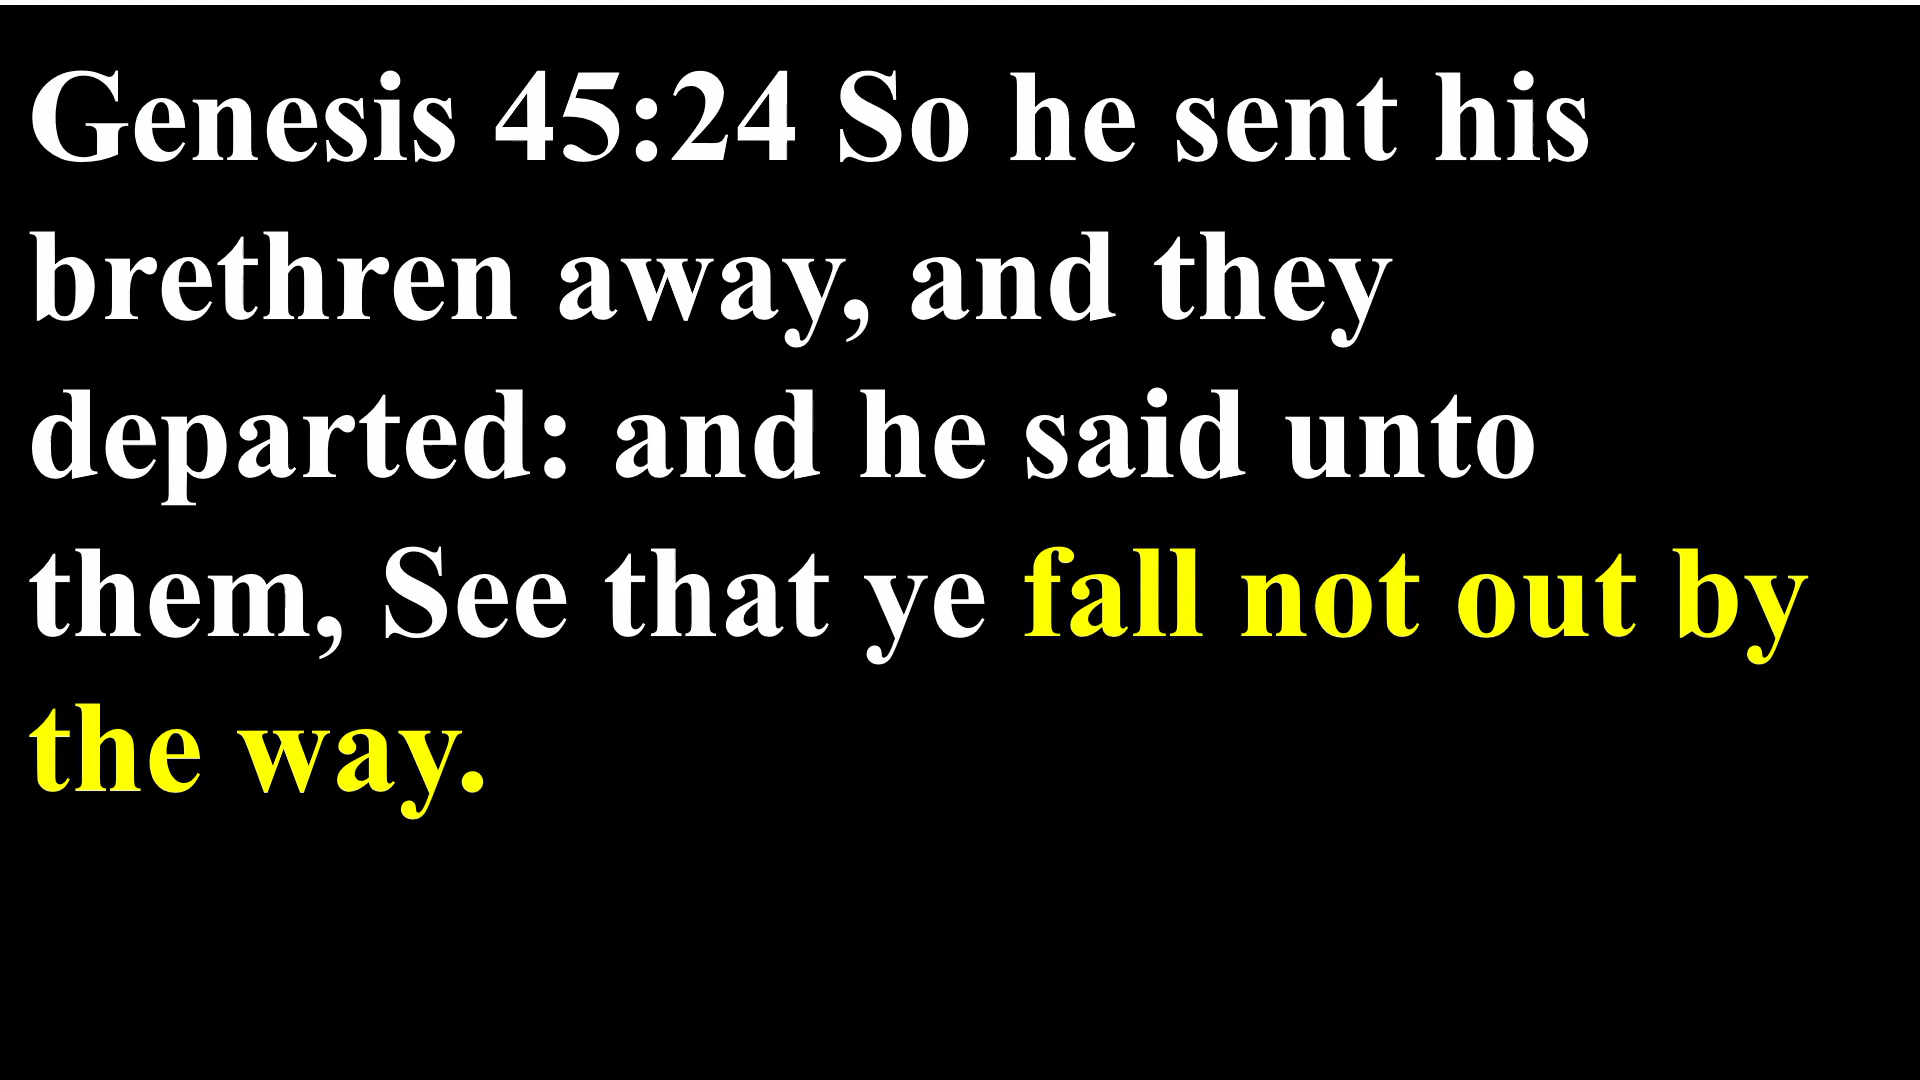 Genesis 45:24 So he sent his
brethren away, and they
departed: and he said unto
them, See that ye fall not out by
the way.